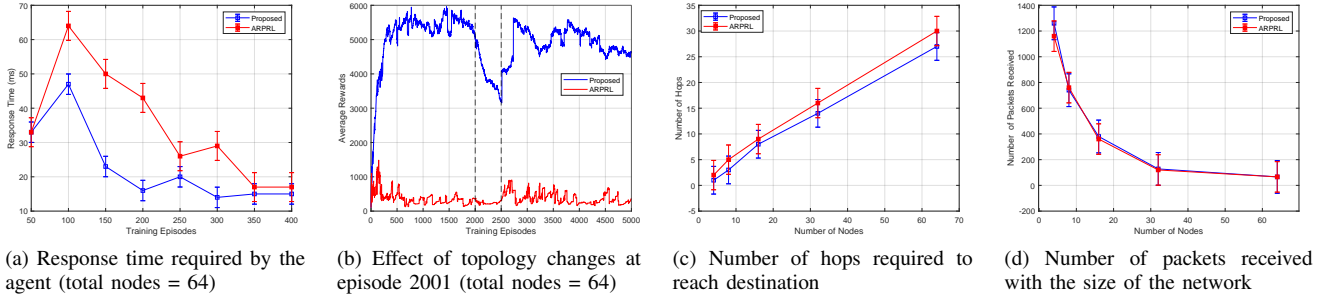 70
60
50
40
30
20
10
Response Time (ms)
Proposed
ARPRL
50 100 150 200 250 300 350 400
Training Episodes
(a) Response time required by the
agent (total nodes = 64)
6000
5000
4000
3000
2000
1000
0
Average Rewards
Proposed
ARPRL
0 500 1000 1500 2000 2500 3000 3500 4000 4500 5000
Training Episodes
(b) Effect of topology changes at
episode 2001 (total nodes = 64)
35
30
25
20
15
10
5
0
-5
Number of Hops
Proposed
ARPRL
0 10 20 30 40 50 60 70
Number of Nodes
(c) Number of hops required to
reach destination
1400
1200
1000
800
600
400
200
0
-200
Number of Packets Received
Proposed
ARPRL
0 10 20 30 40 50 60
Number of Nodes
(d) Number of packets received
with the size of the network